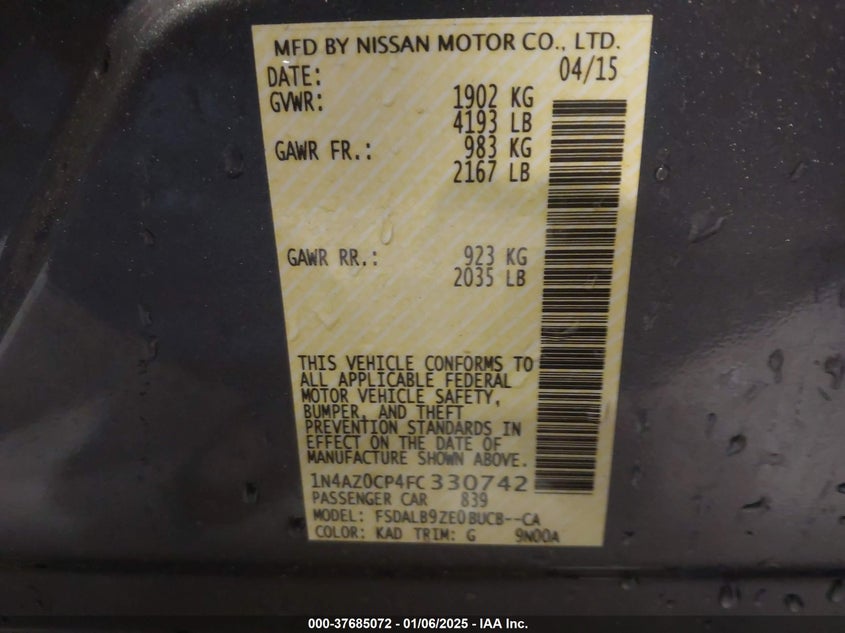 MFD BY NISSAN MOTOR CO., LTD.
DATE: 04/15
GVWR: 1902 KG
4193 LB
GAWR FR.: 983 KG
2167 LB
GAWR RR.: 923 KG
2035 LB
THIS VEHICLE CONFORMS TO
ALL APPLICABLE FEDERAL
MOTOR VEHICLE SAFETY,
BUMPER, AND THEFT
PREVENTION STANDARDS IN
EFFECT ON THE DATE OF
MANUFACTURE SHOWN ABOVE.
1N4AZ0CP4FC330742
PASSENGER CAR 839
MODEL: FSDALB9ZE0BUCB--CA
COLOR: KAD TRIM: G 9N00A
000-37685072 - 01/06/2025 - IAA Inc.